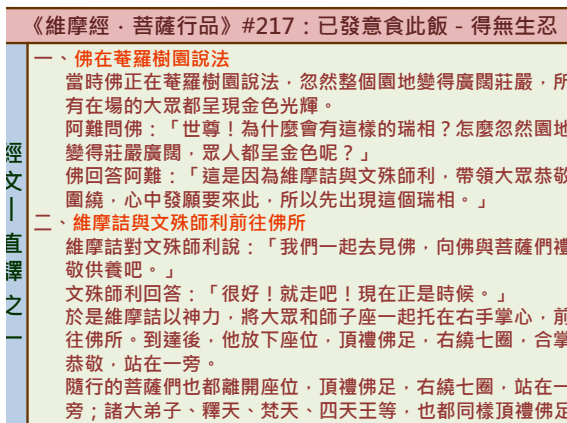 《維摩經．菩薩行品》#217：已發意食此飯 - 得無生忍
經文｜直譯 之 一
一、佛在菴羅樹園說法
當時佛正在菴羅樹園說法，忽然整個園地變得廣闊莊嚴，所
有在場的大眾都呈現金色光輝。
阿難問佛：「世尊！為什麼會有這樣的瑞相？怎麼忽然園地
變得莊嚴廣闊，眾人都呈金色呢？」
佛回答阿難：「這是因為維摩詰與文殊師利，帶領大眾恭敬
圍繞，心中發願要來此，所以先出現這個瑞相。」
二、維摩詰與文殊師利前往佛所
維摩詰對文殊師利說：「我們一起去見佛，向佛與菩薩們禮
敬供養吧。」
文殊師利回答：「很好！就走吧！現在正是時候。」
於是維摩詰以神力，將大眾和師子座一起托在右手掌心，前
往佛所。到達後，他放下座位，頂禮佛足，右繞七圈，合掌
恭敬，站在一旁。
隨行的菩薩們也都離開座位，頂禮佛足，右繞七圈，站在一
旁；諸大弟子、釋天、梵天、四天王等，也都同樣頂禮佛足